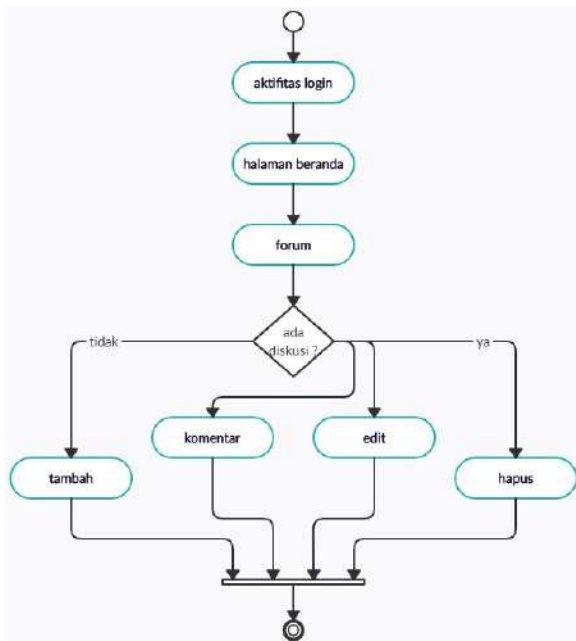 aktifitas login
halaman beranda
forum
ada
diskusi ?
tidak
ya
komentar
edit
tambah
hapus